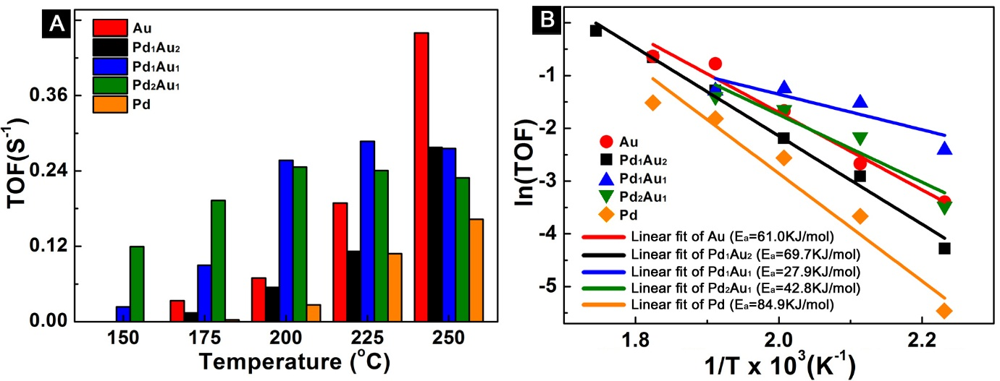 A
Au
Pd1Au2
Pd1Au1
Pd2Au1
Pd
TOF(S-1)
0.36
0.24
0.12
0.00
150 175 200 225 250
Temperature (oC)
B
ln(TOF)
-1
-2
-3
-4
-5
Au
Pd1Au2
Pd1Au1
Pd2Au1
Pd
Linear fit of Au (Ea=61.0KJ/mol)
Linear fit of Pd1Au2 (Ea=69.7KJ/mol)
Linear fit of Pd1Au1 (Ea=27.9KJ/mol)
Linear fit of Pd2Au1 (Ea=42.8KJ/mol)
Linear fit of Pd (Ea=84.9KJ/mol)
1.8 2.0 2.2
1/T x 103(K-1)